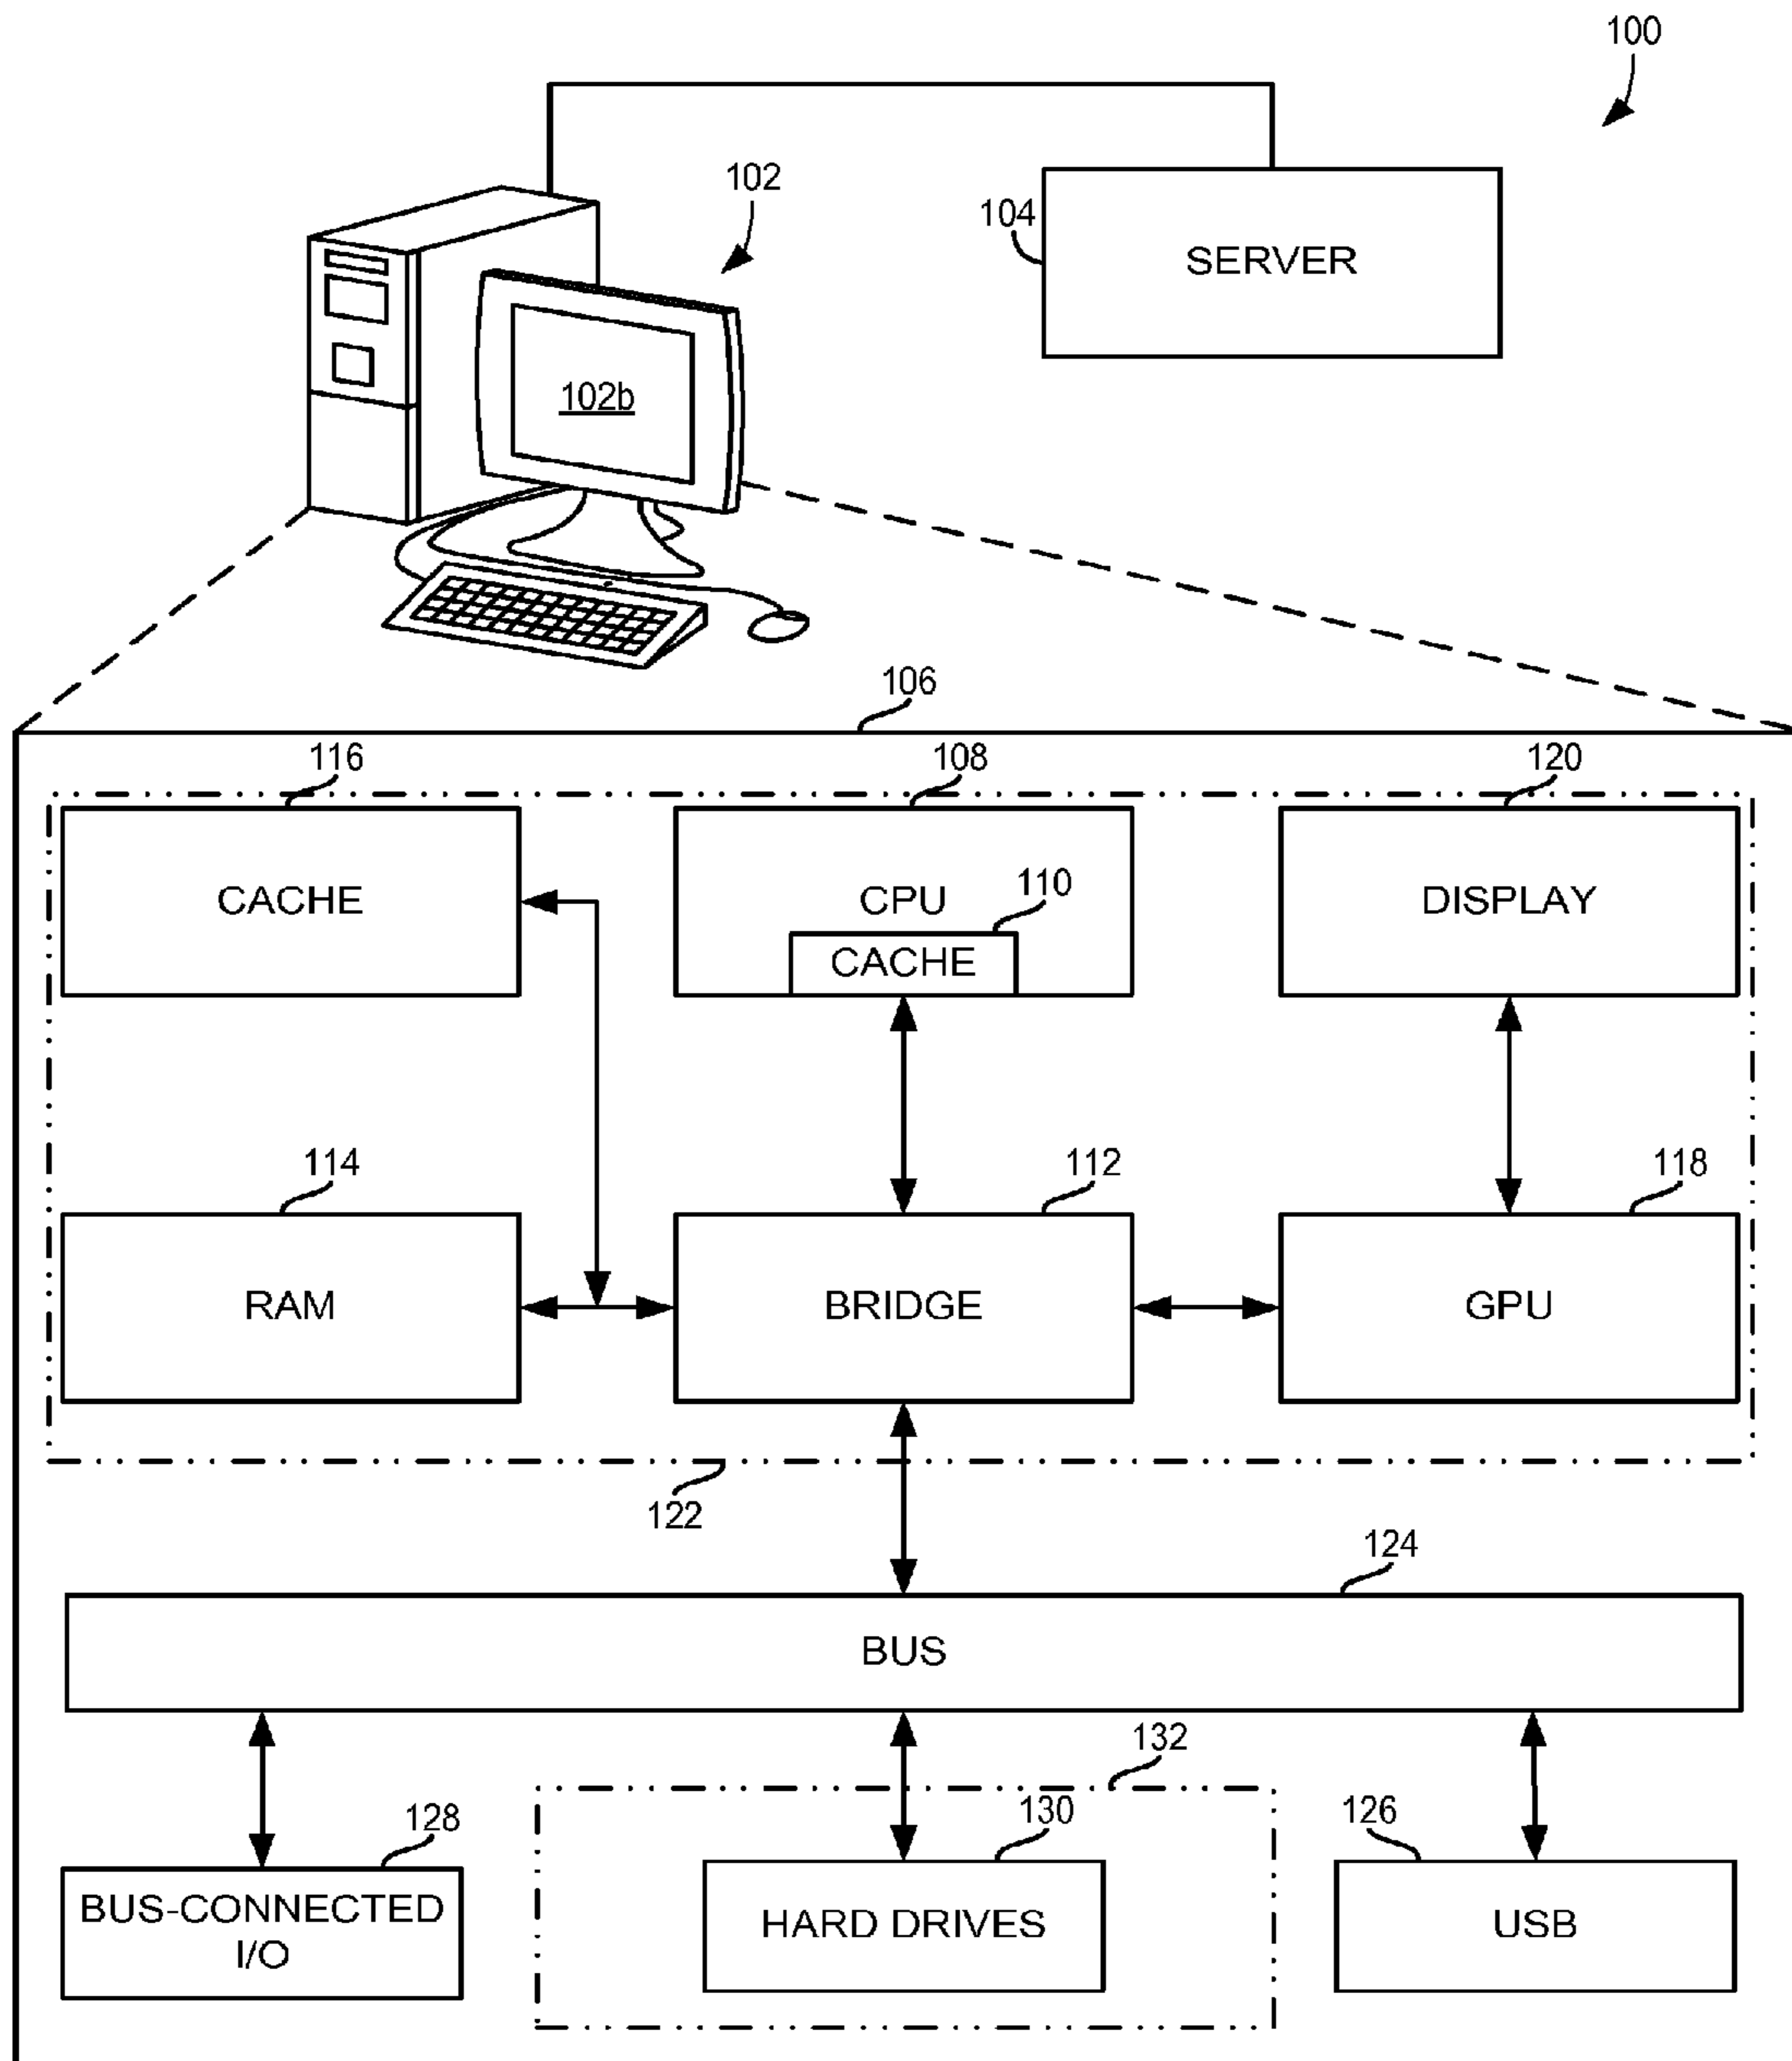 100
102
104
SERVER
102b
106
116
108
120
CACHE
CPU
110
DISPLAY
CACHE
114
112
118
RAM
BRIDGE
GPU
122
124
BUS
132
128
130
126
BUS-CONNECTED
I/O
HARD DRIVES
USB